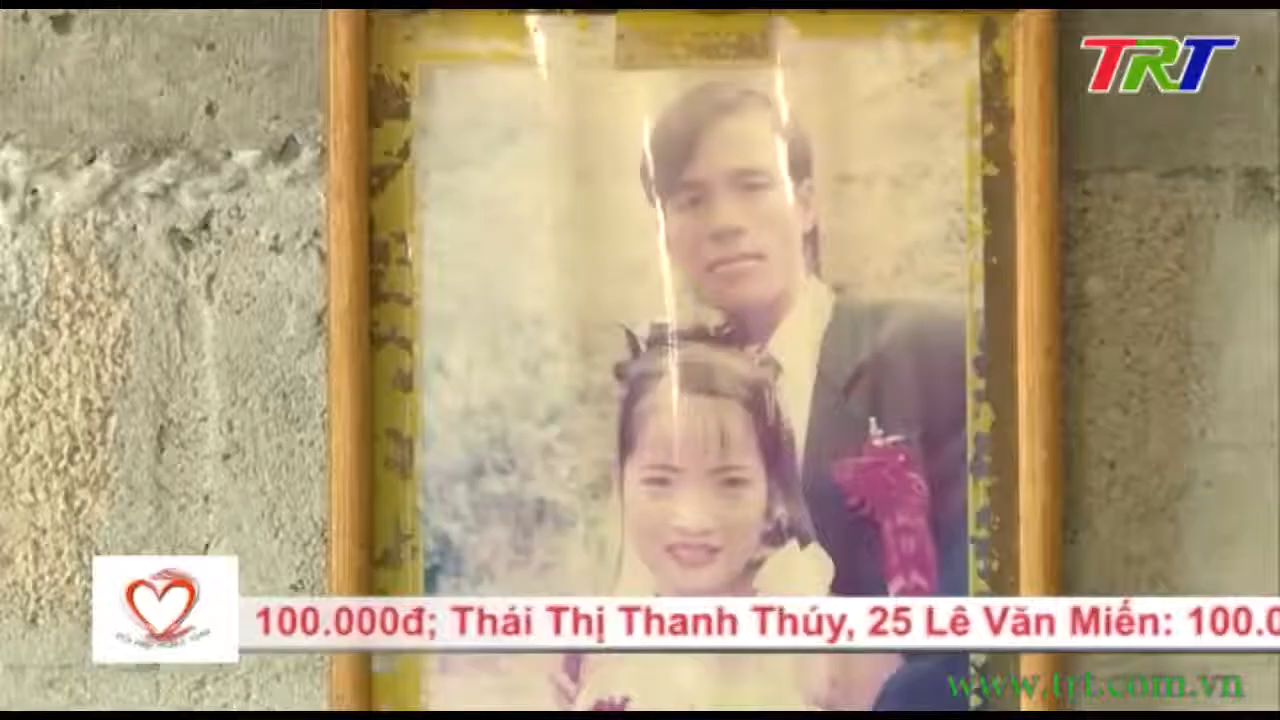 TRT
100.000đ; Thái Thị Thanh Thúy, 25 Lê Văn Miến: 100.0
www.trt.com.vn